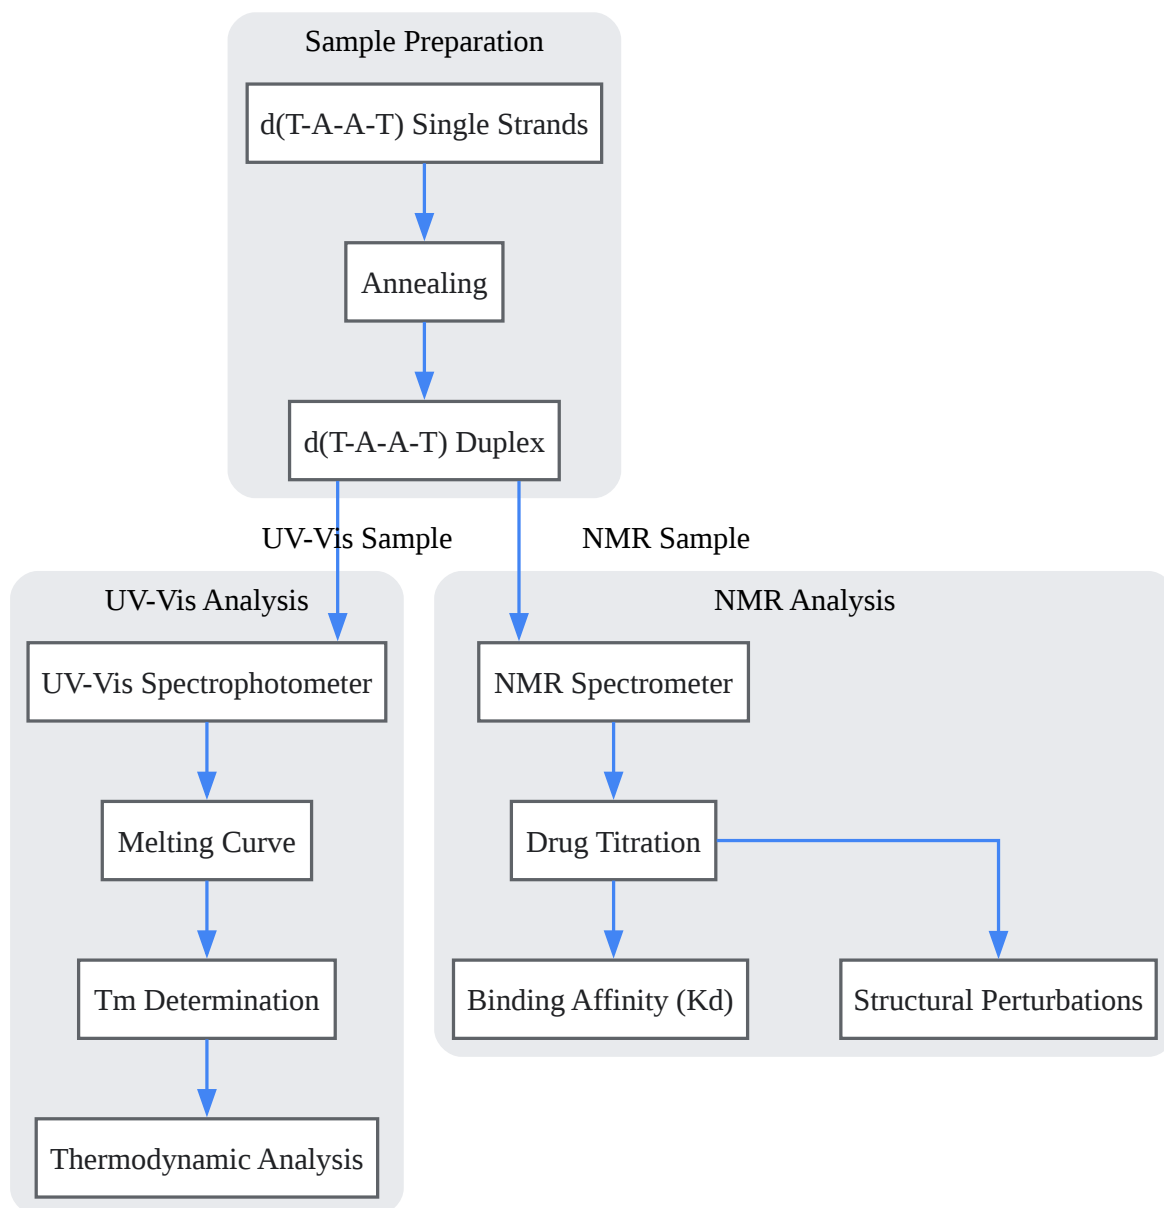 Sample Preparation
d(T-A-A-T) Single Strands
Annealing
d(T-A-A-T) Duplex
UV-Vis Sample
NMR Sample
UV-Vis Analysis
UV-Vis Spectrophotometer
Melting Curve
Tm Determination
Thermodynamic Analysis
NMR Analysis
NMR Spectrometer
Drug Titration
Binding Affinity (Kd)
Structural Perturbations